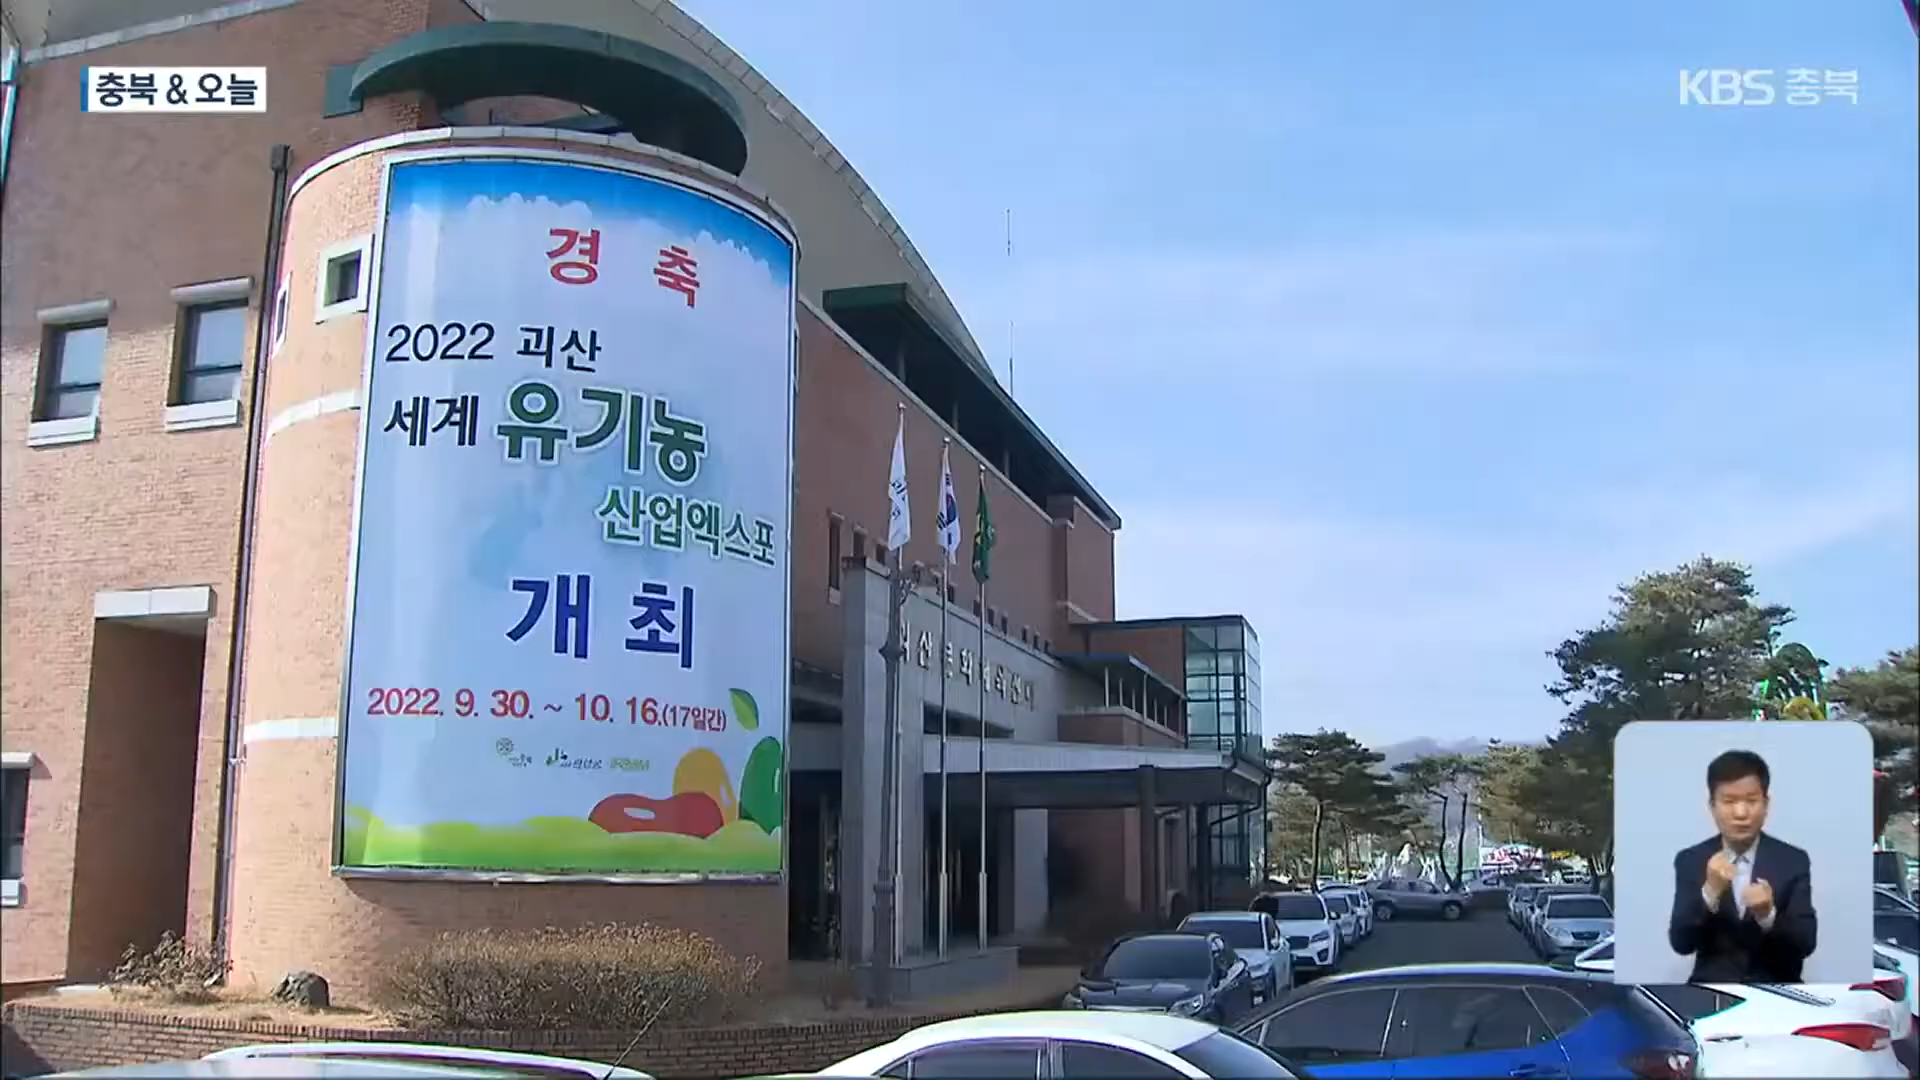 충북 & 오늘
KBS 충북
경 축
2022 괴산
세계 유기농
산업엑스포
개 최
2022. 9. 30. ~ 10. 16.(17일간)